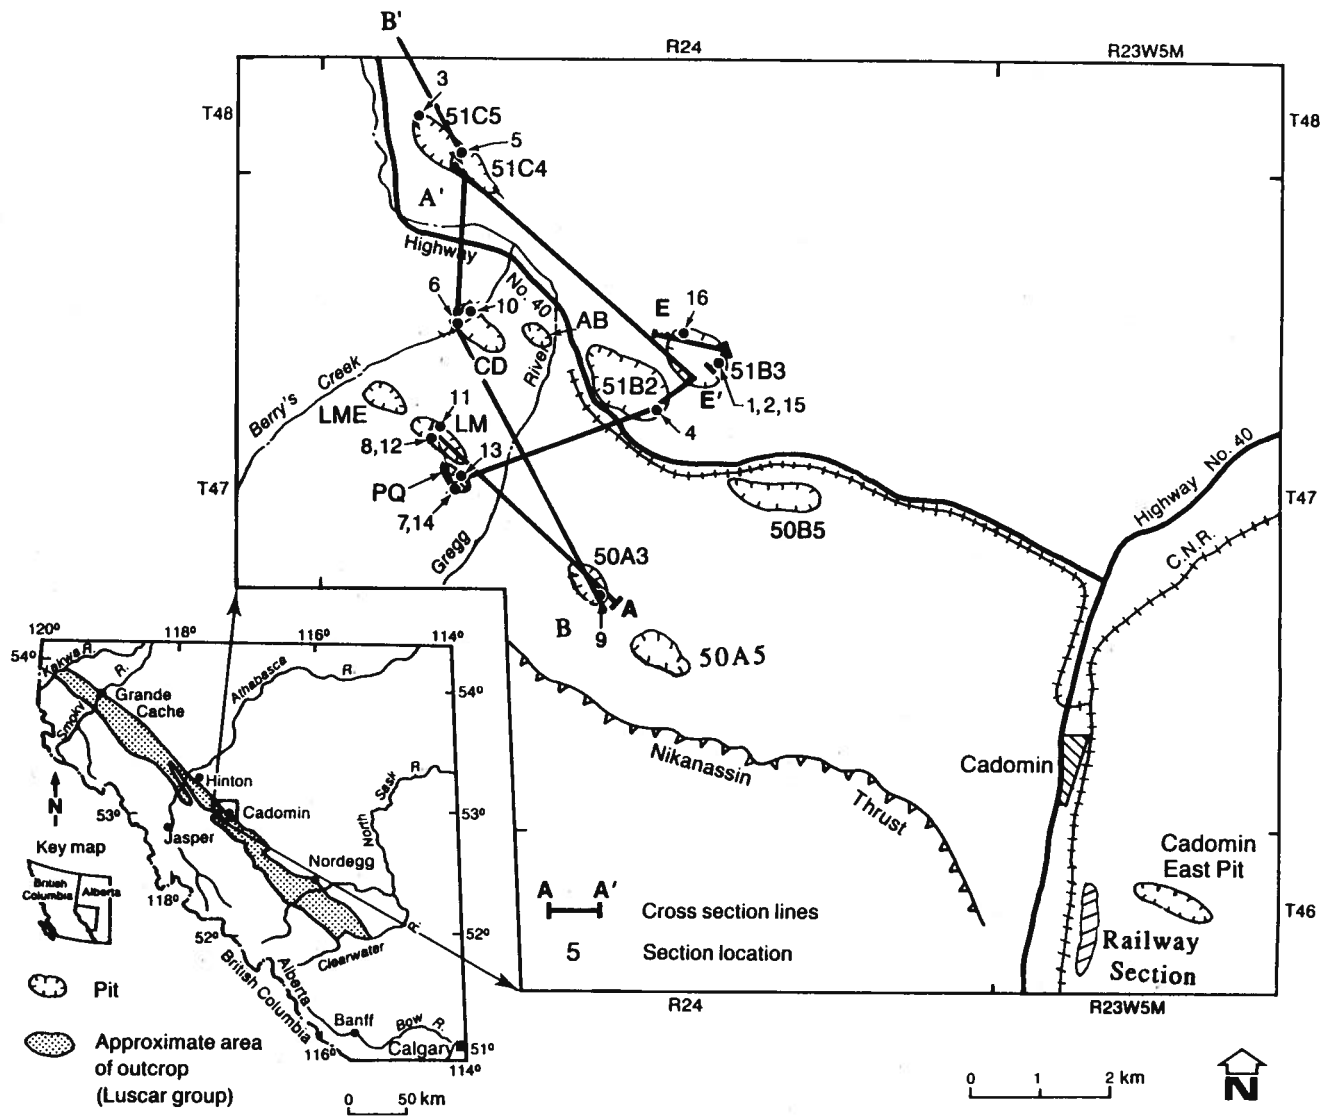 B'
R24
R23W5M
T48
3
51C5
T48
5
51C4
A'
Highway
No. 40
6
10
E
16
AB
CD
River
51B3
51B2
E'
1,2,15
Berry's Creek
LME
11
LM
4
8,12
13
Highway No. 40
PQ
T47
T47
7,14
50B5
C.N.R.
Gregg
50A3
A
B
9
50A5
120°
118°
116°
114°
54°
Kakwa R.
R.
Athabasca R.
54°
Grande
Cache
Smoky
Nikanassin
Thrust
Cadomin
Hinton
R.
Sask
North
N
53°
Cadomin
53°
Jasper
Key map
Nordegg
Cadomin
East Pit
British
Columbia
Alberta
118°
A A'
Cross section lines
T46
52°
R.
52°
5
Section location
Railway
Section
Clearwater
Alberta
British Columbia
Pit
R24
R23W5M
Banff
Bow R.
Approximate area
of outcrop
(Luscar group)
116°
Calgary
51°
114°
0 50 km
0 1 2 km
N